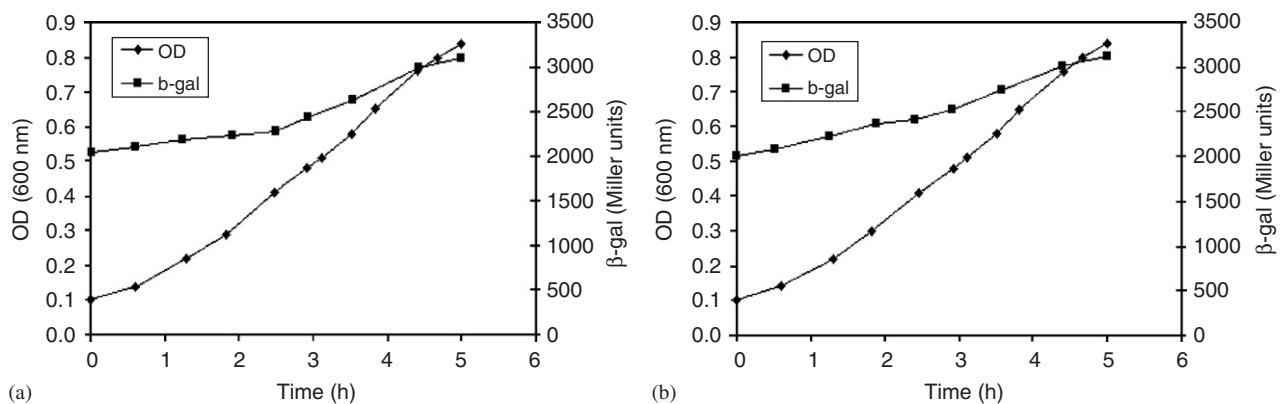 0.9
0.8
0.7
0.6
0.5
0.4
0.3
0.2
0.1
0.0
OD (600 nm)
OD
b-gal
3500
3000
2500
2000
1500
1000
500
0
β-gal (Miller units)
0 1 2 3 4 5 6
Time (h)
(a)
0.9
0.8
0.7
0.6
0.5
0.4
0.3
0.2
0.1
0.0
OD (600 nm)
OD
b-gal
3500
3000
2500
2000
1500
1000
500
0
β-gal (Miller units)
0 1 2 3 4 5 6
Time (h)
(b)